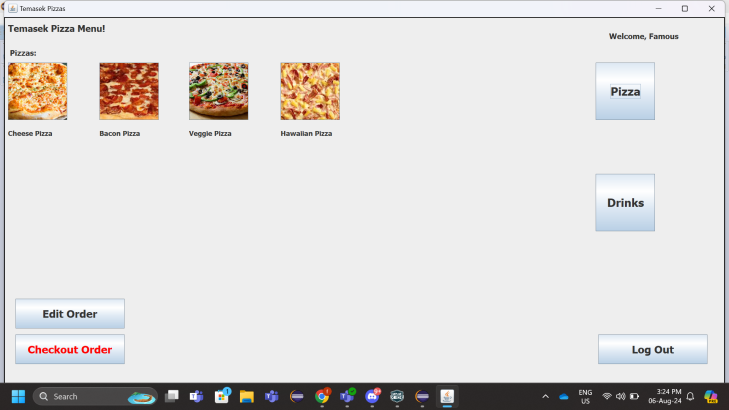 Temasek Pizzas
Temasek Pizza Menu!
Welcome, Famous
Pizzas:
Pizza
Cheese Pizza
Bacon Pizza
Veggie Pizza
Hawaiian Pizza
Drinks
Edit Order
Checkout Order
Log Out
Search
ENG
US
3:24 PM
06-Aug-24